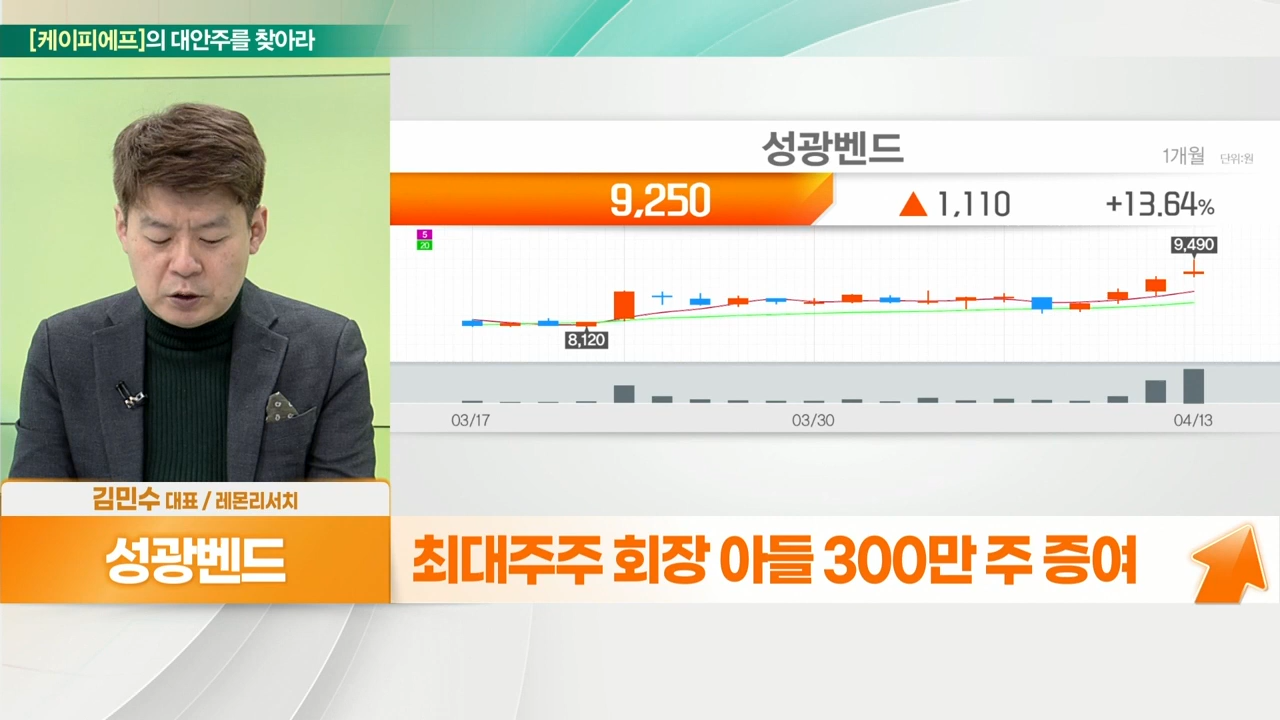 [케이피에프]의 대안주를 찾아라
성광벤드
1개월 단위:원
9,250 ▲ 1,110 +13.64%
5
20
9,490
8,120
03/17 03/30 04/13
김민수 대표 / 레몬리서치
성광벤드
최대주주 회장 아들 300만 주 증여